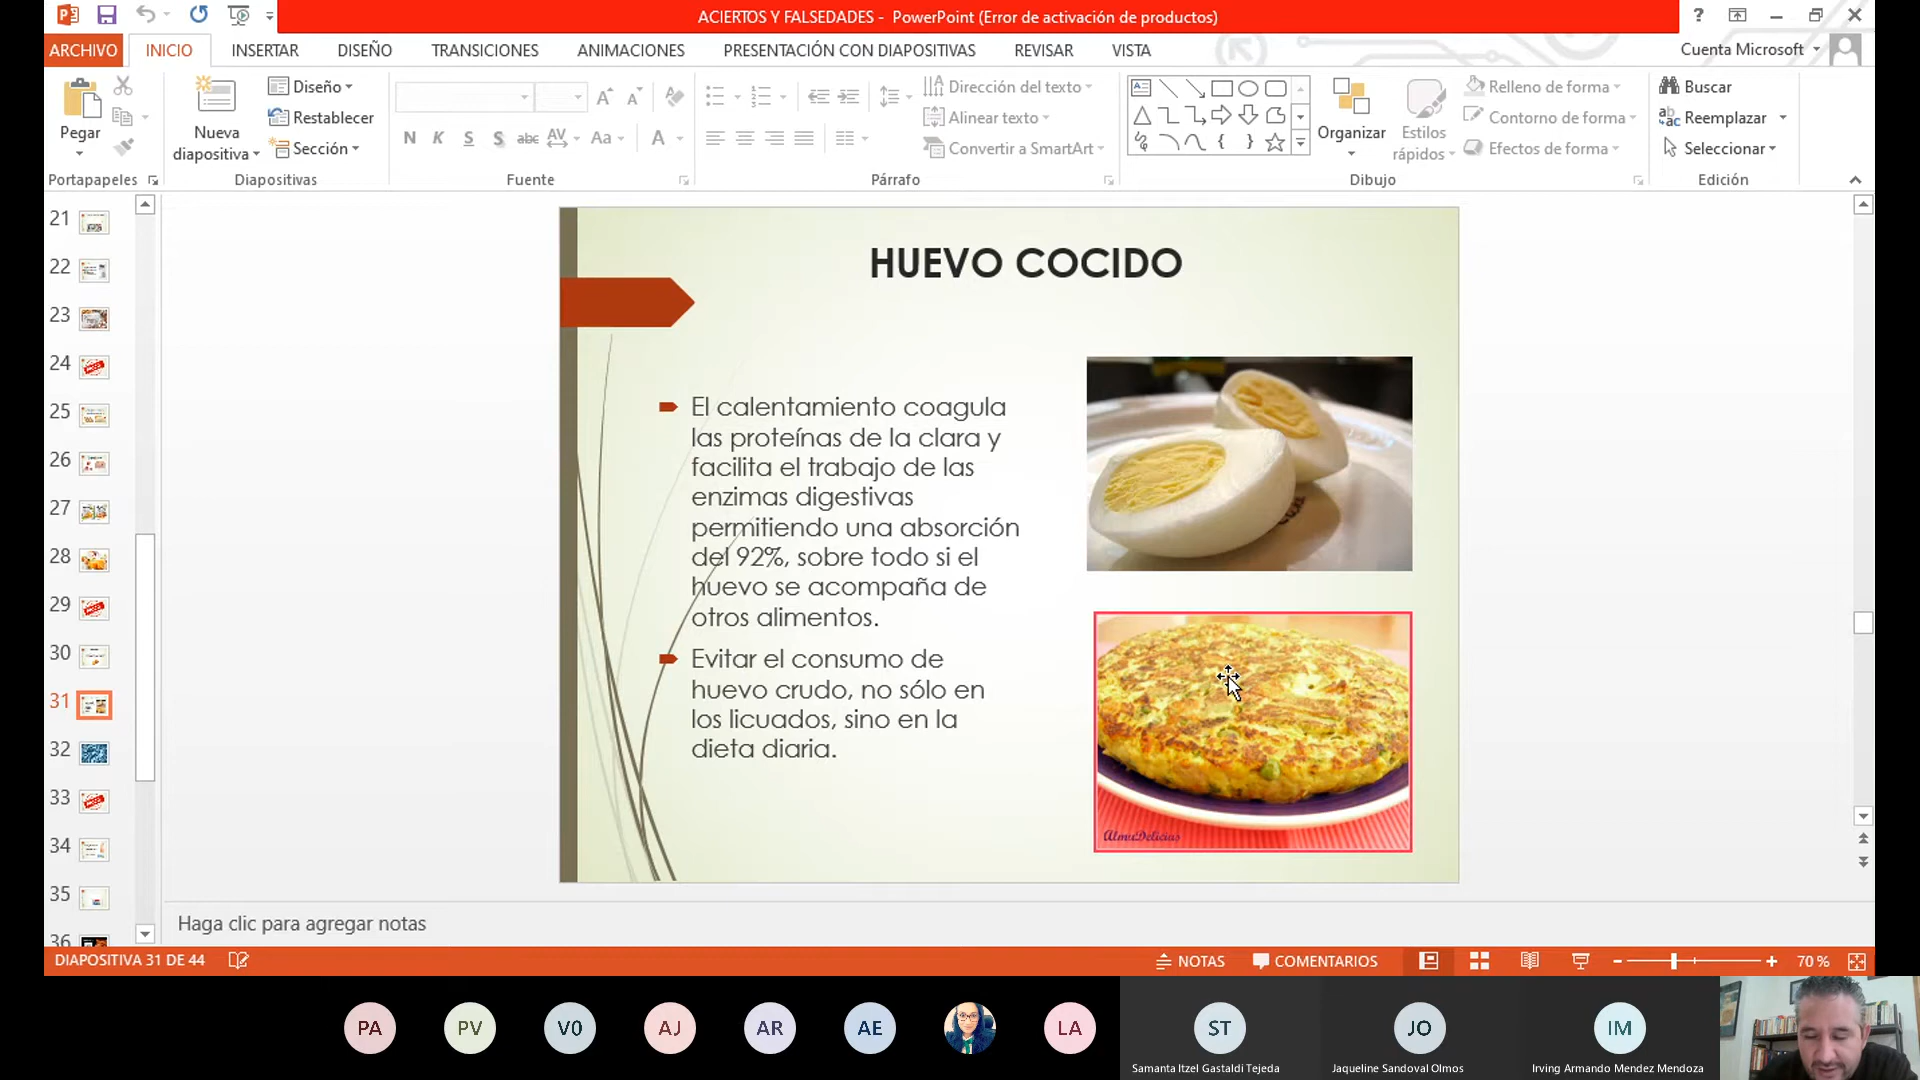 ACIERTOS Y FALSEDADES - PowerPoint (Error de activación de productos)
ARCHIVO INICIO INSERTAR DISEÑO TRANSICIONES ANIMACIONES PRESENTACIÓN CON DIAPOSITIVAS REVISAR VISTA Cuenta Microsoft
Pegar
Portapapeles
Nueva
diapositiva
Diseño
Restablecer
Sección
Diapositivas
N K S S abc AV Aa A
Fuente
Dirección del texto
Alinear texto
Convertir a SmartArt
Párrafo
Organizar
Estilos
rápidos
Relleno de forma
Contorno de forma
Efectos de forma
Dibujo
Buscar
Reemplazar
Seleccionar
Edición
21
22
23
24
25
26
27
28
29
30
31
32
33
34
35
36
HUEVO COCIDO
El calentamiento coagula
las proteínas de la clara y
facilita el trabajo de las
enzimas digestivas
permitiendo una absorción
del 92%, sobre todo si el
huevo se acompaña de
otros alimentos.
Evitar el consumo de
huevo crudo, no sólo en
los licuados, sino en la
dieta diaria.
AlmuDelicias
Haga clic para agregar notas
DIAPOSITIVA 31 DE 44 NOTAS COMENTARIOS 70 %
PA PV V0 AJ AR AE LA ST JO IM
Samanta Itzel Gastaldi Tejeda Jaqueline Sandoval Olmos Irving Armando Mendez Mendoza